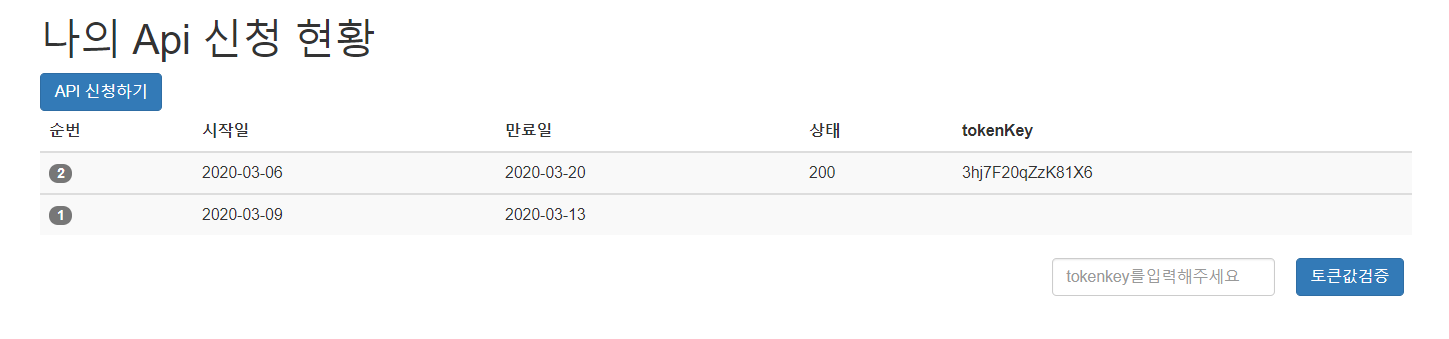 나의 Api 신청 현황
API 신청하기
순번 시작일 만료일 상태 tokenKey
2 2020-03-06 2020-03-20 200 3hj7F20qZzK81X6
1 2020-03-09 2020-03-13
tokenkey를입력해주세요 토큰값검증